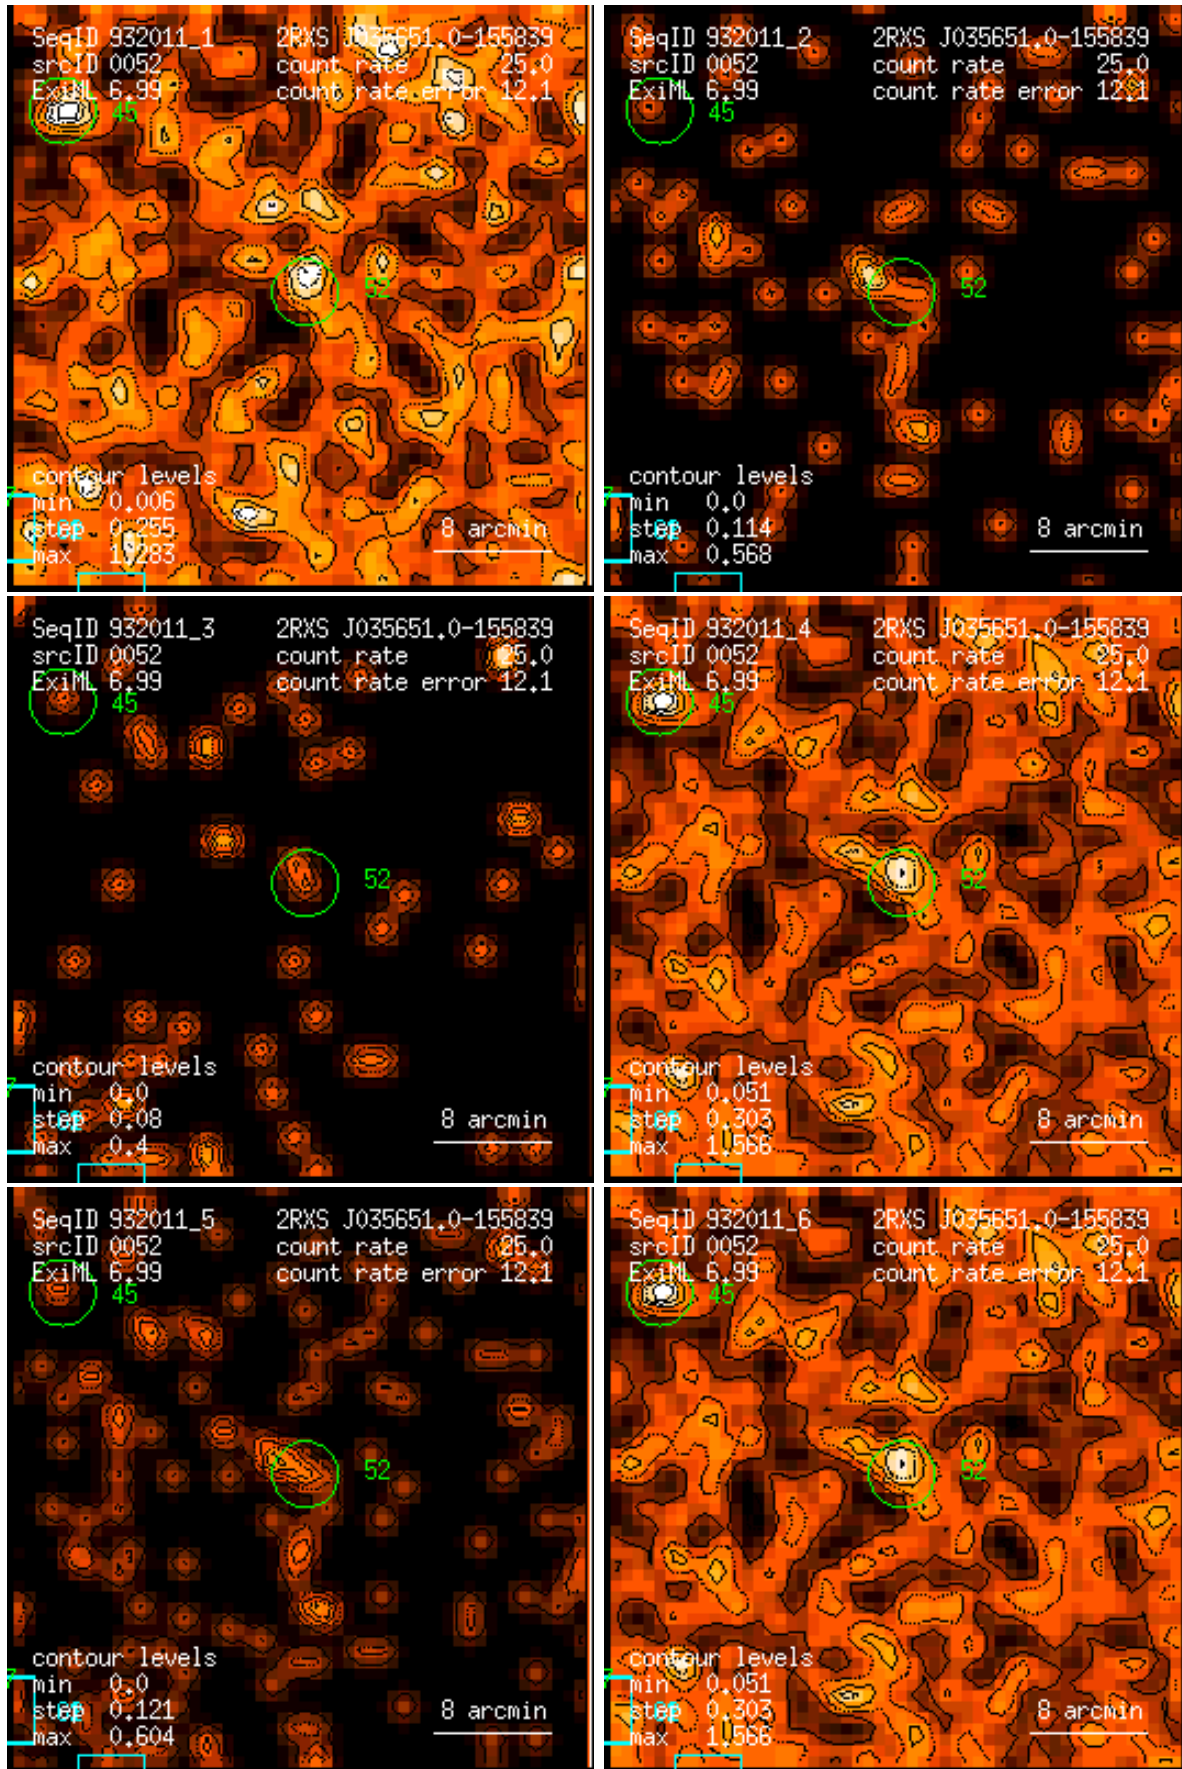 SeqID 932011_1 2RXS J035651.0-155839
srcID 0052 count rate 25.0
ExiML 6.99 count rate error 12.1
45
52
contour levels
min 0.006
step 0.255
max 1.283
8 arcmin
SeqID 932011_2 2RXS J035651.0-155839
srcID 0052 count rate 25.0
ExiML 6.99 count rate error 12.1
45
52
contour levels
min 0.0
step 0.114
max 0.568
8 arcmin
SeqID 932011_3 2RXS J035651.0-155839
srcID 0052 count rate 25.0
ExiML 6.99 count rate error 12.1
45
52
contour levels
min 0.0
step 0.08
max 0.4
8 arcmin
SeqID 932011_4 2RXS J035651.0-155839
srcID 0052 count rate 25.0
ExiML 6.99 count rate error 12.1
45
52
contour levels
min 0.051
step 0.303
max 1.566
8 arcmin
SeqID 932011_5 2RXS J035651.0-155839
srcID 0052 count rate 25.0
ExiML 6.99 count rate error 12.1
45
52
contour levels
min 0.0
step 0.121
max 0.604
8 arcmin
SeqID 932011_6 2RXS J035651.0-155839
srcID 0052 count rate 25.0
ExiML 6.99 count rate error 12.1
45
52
contour levels
min 0.051
step 0.303
max 1.566
8 arcmin